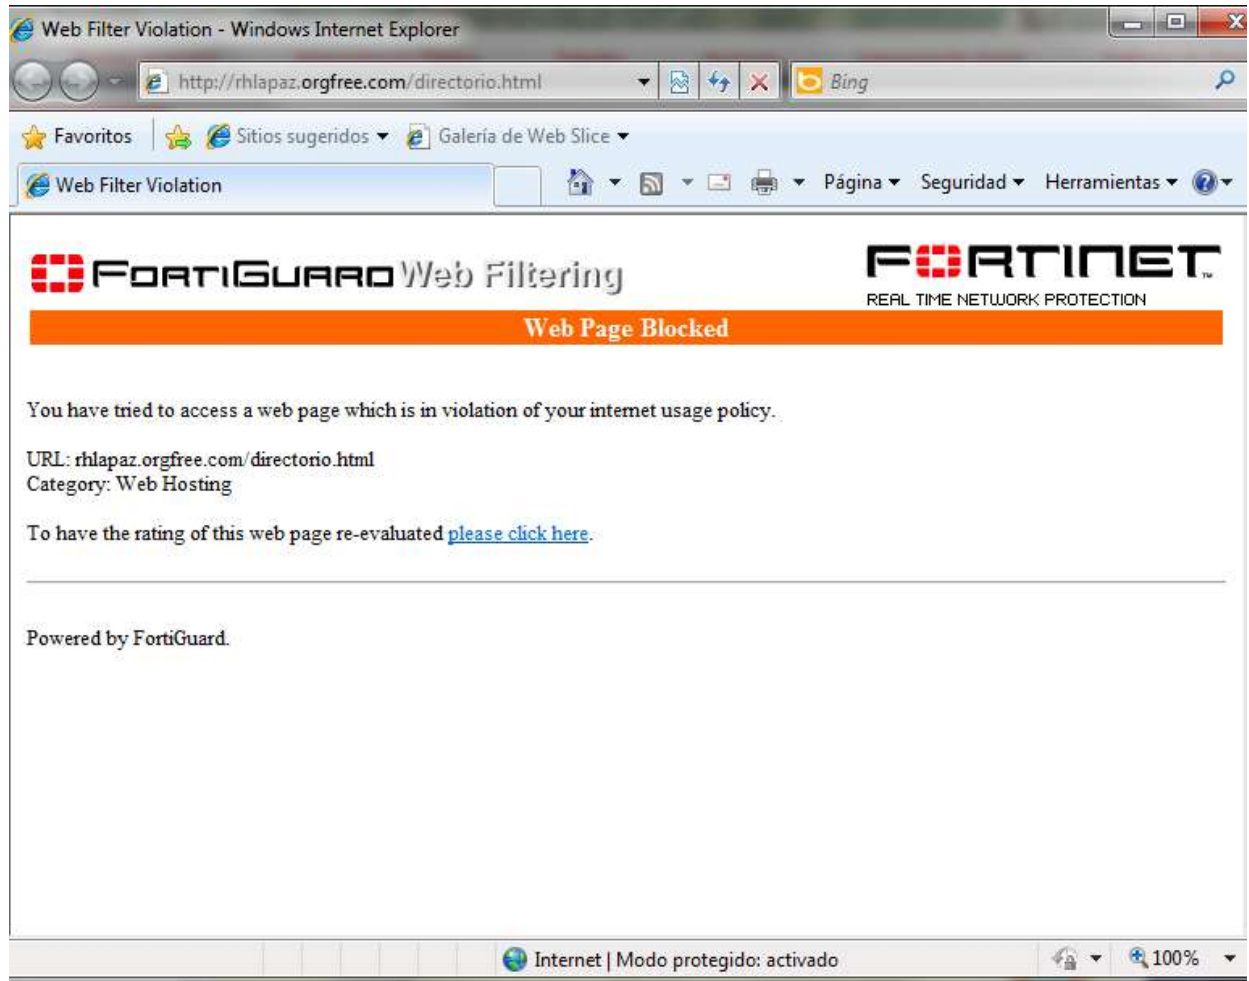 Web Filter Violation - Windows Internet Explorer
http://rhlapaz.orgfree.com/directorio.html Bing
Favoritos Sitios sugeridos Galería de Web Slice
Web Filter Violation Página Seguridad Herramientas
FORTIGUARD Web Filtering
FORTINET™
REAL TIME NETWORK PROTECTION
Web Page Blocked
You have tried to access a web page which is in violation of your internet usage policy.
URL: rhlapaz.orgfree.com/directorio.html
Category: Web Hosting
To have the rating of this web page re-evaluated please click here.
Powered by FortiGuard.
Internet | Modo protegido: activado 100%